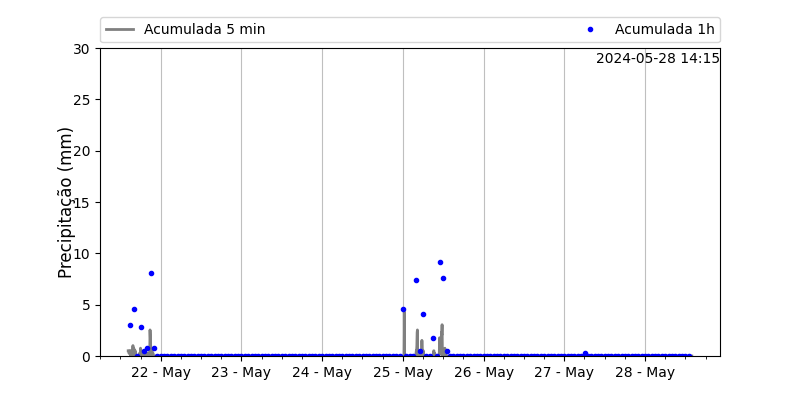 Acumulada 5 min
Acumulada 1h
2024-05-28 14:15
Precipitação (mm)
30
25
20
15
10
5
0
22 - May
23 - May
24 - May
25 - May
26 - May
27 - May
28 - May